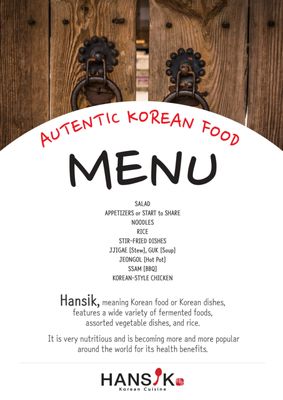 AUTENTIC KOREAN FOOD
MENU
SALAD
APPETIZERS or START to SHARE
NOODLES
RICE
STIR-FRIED DISHES
JJIGAE [Stew], GUK [Soup]
JEONGOL [Hot Pot]
SSAM [BBQ]
KOREAN-STYLE CHICKEN
Hansik, meaning Korean food or Korean dishes,
features a wide variety of fermented foods,
assorted vegetable dishes, and rice.
It is very nutritious and is becoming more and more popular
around the world for its health benefits.
HANSIK
Korean Cuisine